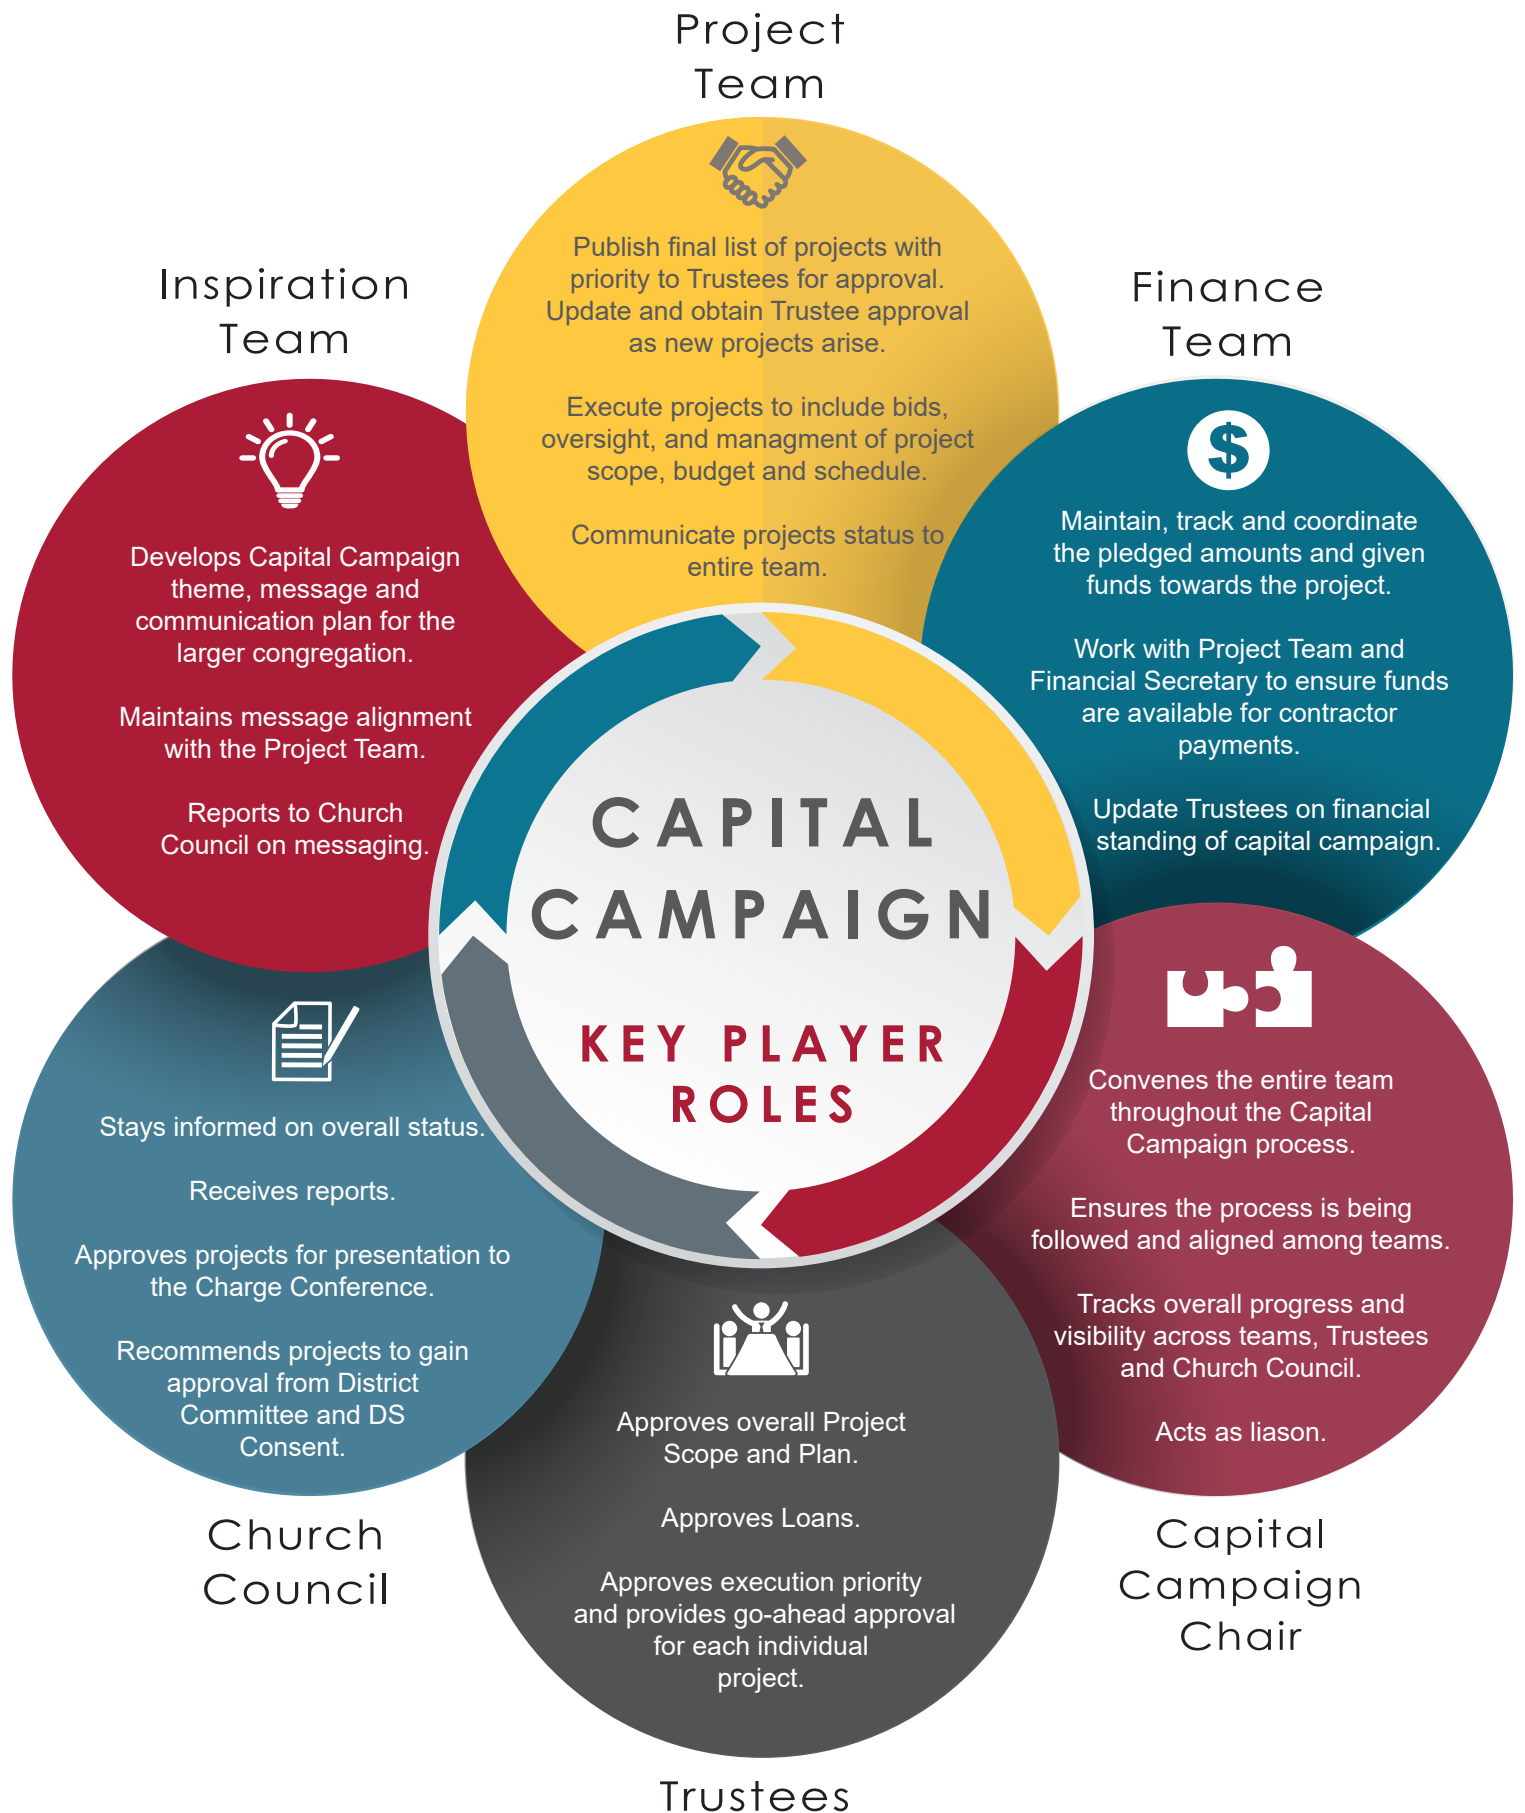 Project
Team
Publish final list of projects with
priority to Trustees for approval.
Update and obtain Trustee approval
as new projects arise.
Execute projects to include bids,
oversight, and managment of project
scope, budget and schedule.
Communicate projects status to
entire team.
Inspiration
Team
Develops Capital Campaign
theme, message and
communication plan for the
larger congregation.
Maintains message alignment
with the Project Team.
Reports to Church
Council on messaging.
Finance
Team
$
Maintain, track and coordinate
the pledged amounts and given
funds towards the project.
Work with Project Team and
Financial Secretary to ensure funds
are available for contractor
payments.
Update Trustees on financial
standing of capital campaign.
CAPITAL
CAMPAIGN
KEY PLAYER
ROLES
Stays informed on overall status.
Receives reports.
Approves projects for presentation to
the Charge Conference.
Recommends projects to gain
approval from District
Committee and DS
Consent.
Church
Council
Convenes the entire team
throughout the Capital
Campaign process.
Ensures the process is being
followed and aligned among teams.
Tracks overall progress and
visibility across teams, Trustees
and Church Council.
Acts as liason.
Capital
Campaign
Chair
Approves overall Project
Scope and Plan.
Approves Loans.
Approves execution priority
and provides go-ahead approval
for each individual
project.
Trustees